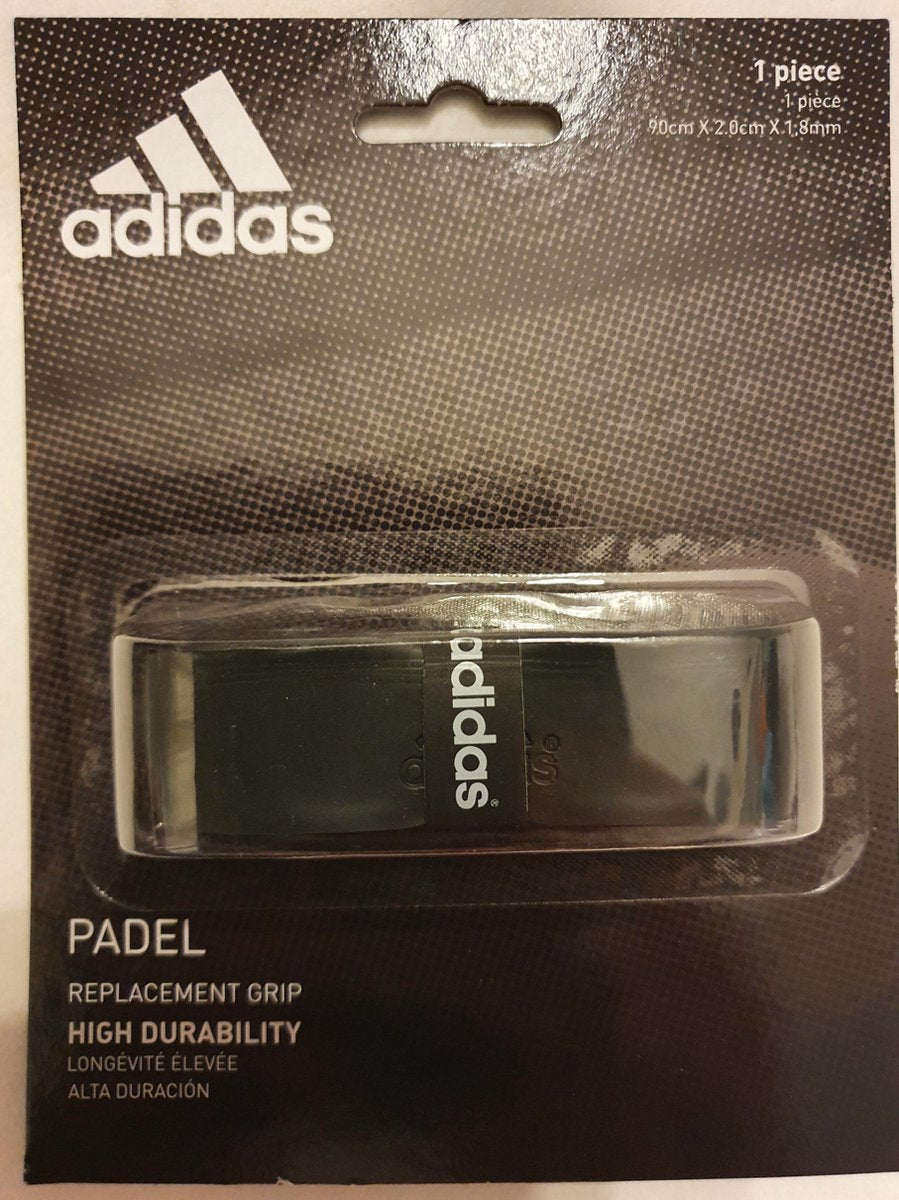 adidas
1 piece
1 pièce
90cm X 2.0cm X 1.8mm
adidas®
PADEL
REPLACEMENT GRIP
HIGH DURABILITY
LONGÉVITÉ ÉLEVÉE
ALTA DURACIÓN